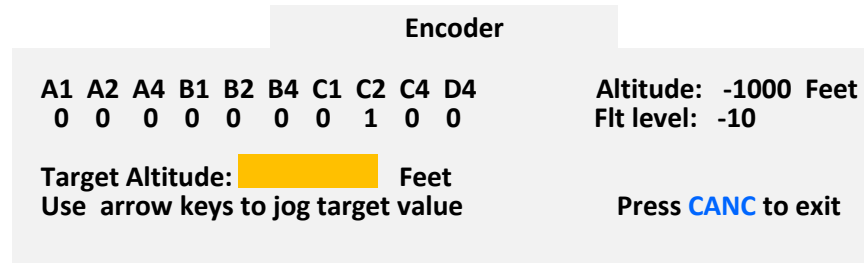 Encoder
A1 A2 A4 B1 B2 B4 C1 C2 C4 D4 Altitude: -1000 Feet
0 0 0 0 0 0 0 1 0 0 Flt level: -10
Target Altitude: Feet
Use arrow keys to jog target value Press CANC to exit